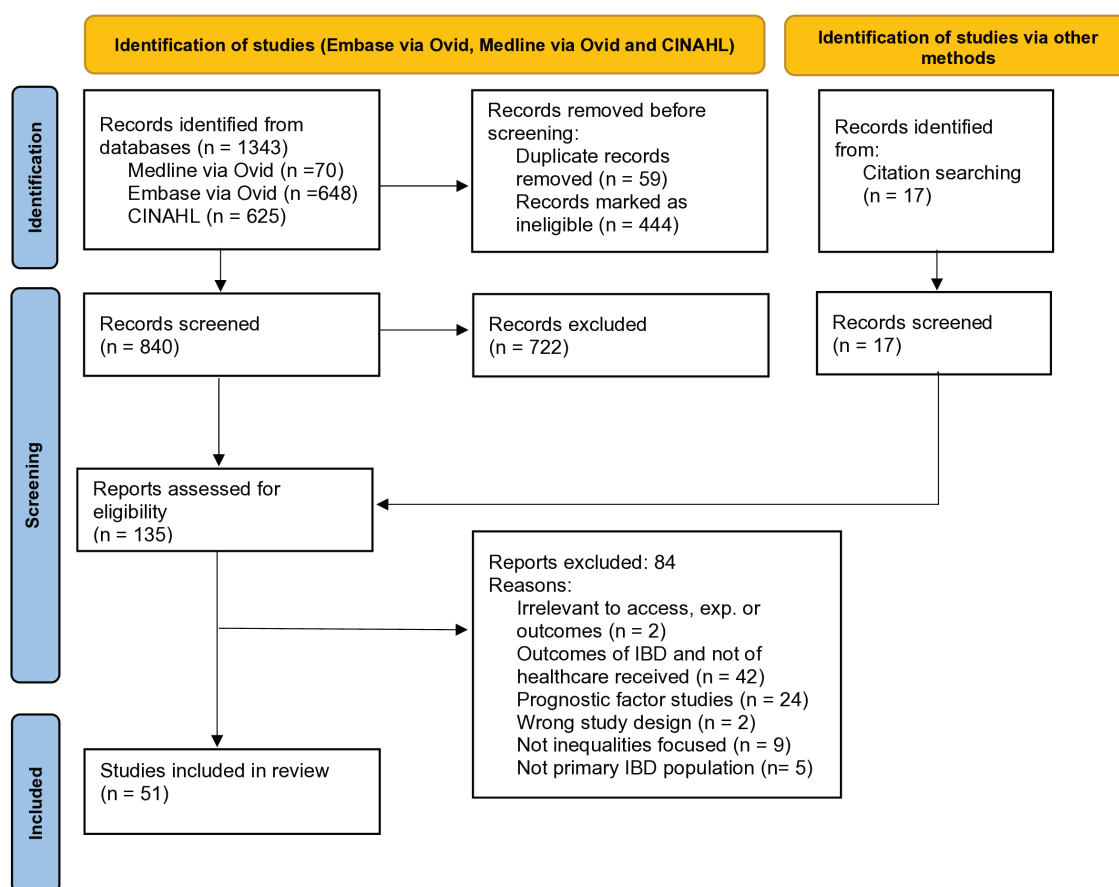 Identification of studies (Embase via Ovid, Medline via Ovid and CINAHL)
Identification of studies via other
methods
Identification
Records identified from
databases (n = 1343)
Medline via Ovid (n =70)
Embase via Ovid (n =648)
CINAHL (n = 625)
Records removed before
screening:
Duplicate records
removed (n = 59)
Records marked as
ineligible (n = 444)
Records identified
from:
Citation searching
(n = 17)
Screening
Records screened
(n = 840)
Records excluded
(n = 722)
Records screened
(n = 17)
Reports assessed for
eligibility
(n = 135)
Reports excluded: 84
Reasons:
Irrelevant to access, exp. or
outcomes (n = 2)
Outcomes of IBD and not of
healthcare received (n = 42)
Prognostic factor studies (n = 24)
Wrong study design (n = 2)
Not inequalities focused (n = 9)
Not primary IBD population (n= 5)
Included
Studies included in review
(n = 51)